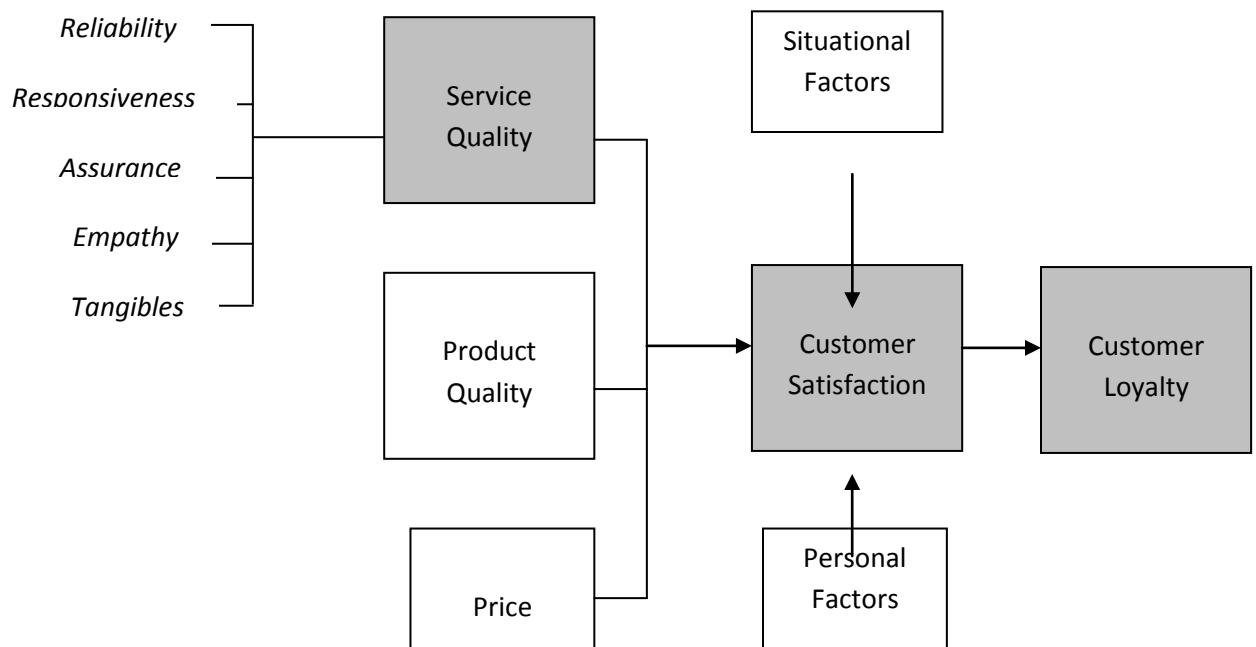 Reliability
Responsiveness
Assurance
Empathy
Tangibles
Service
Quality
Product
Quality
Price
Situational
Factors
Customer
Satisfaction
Personal
Factors
Customer
Loyalty